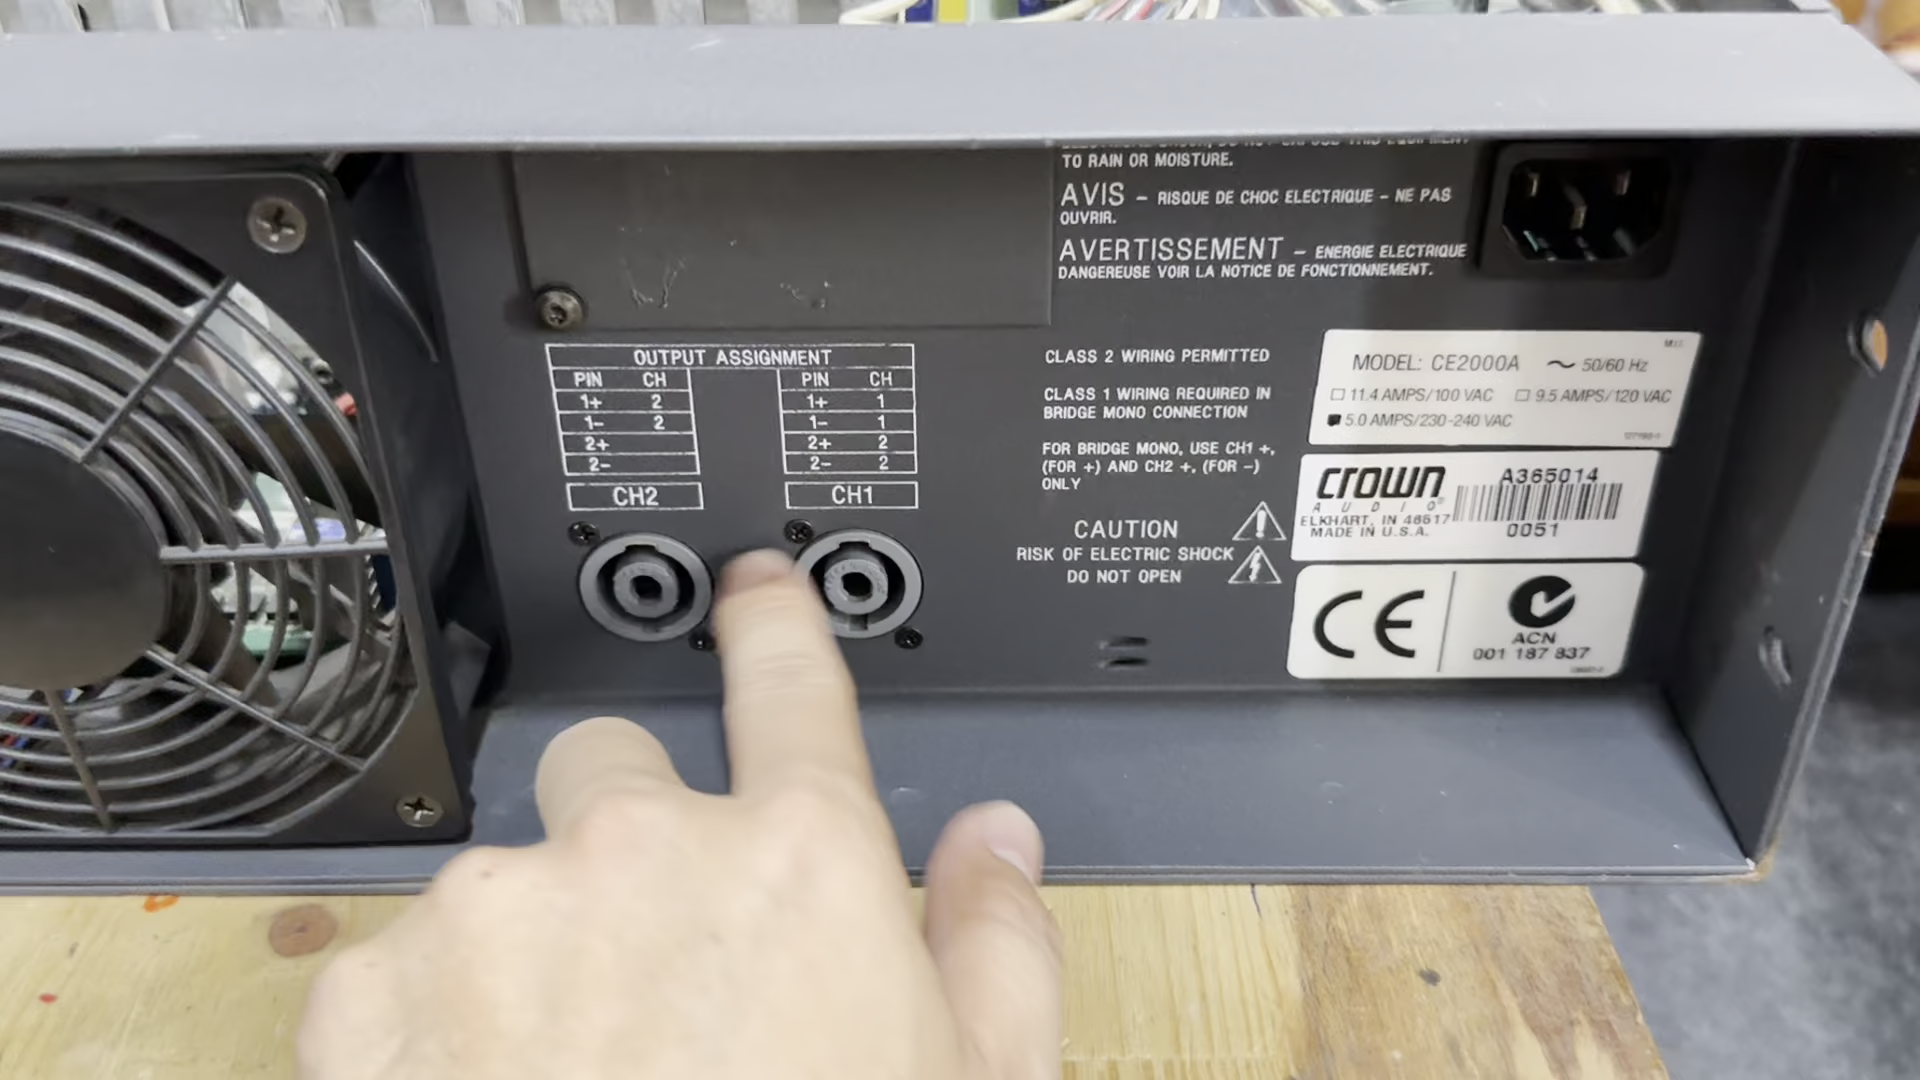 TO RAIN OR MOISTURE.
AVIS - RISQUE DE CHOC ELECTRIQUE - NE PAS
OUVRIR.
AVERTISSEMENT - ENERGIE ELECTRIQUE
DANGEREUSE VOIR LA NOTICE DE FONCTIONNEMENT.
OUTPUT ASSIGNMENT
PIN CH
1+ 2
1- 2
2+
2-
CH2
PIN CH
1+ 1
1- 1
2+ 2
2- 2
CH1
CLASS 2 WIRING PERMITTED
CLASS 1 WIRING REQUIRED IN
BRIDGE MONO CONNECTION
FOR BRIDGE MONO, USE CH1 +,
(FOR +) AND CH2 +, (FOR -)
ONLY
CAUTION
RISK OF ELECTRIC SHOCK
DO NOT OPEN
MODEL: CE2000A ~ 50/60 Hz
11.4 AMPS/100 VAC 9.5 AMPS/120 VAC
5.0 AMPS/230-240 VAC
crown
AUDIO®
ELKHART, IN 46517
MADE IN U.S.A.
A365014
0051
CE
ACN
001 187 837